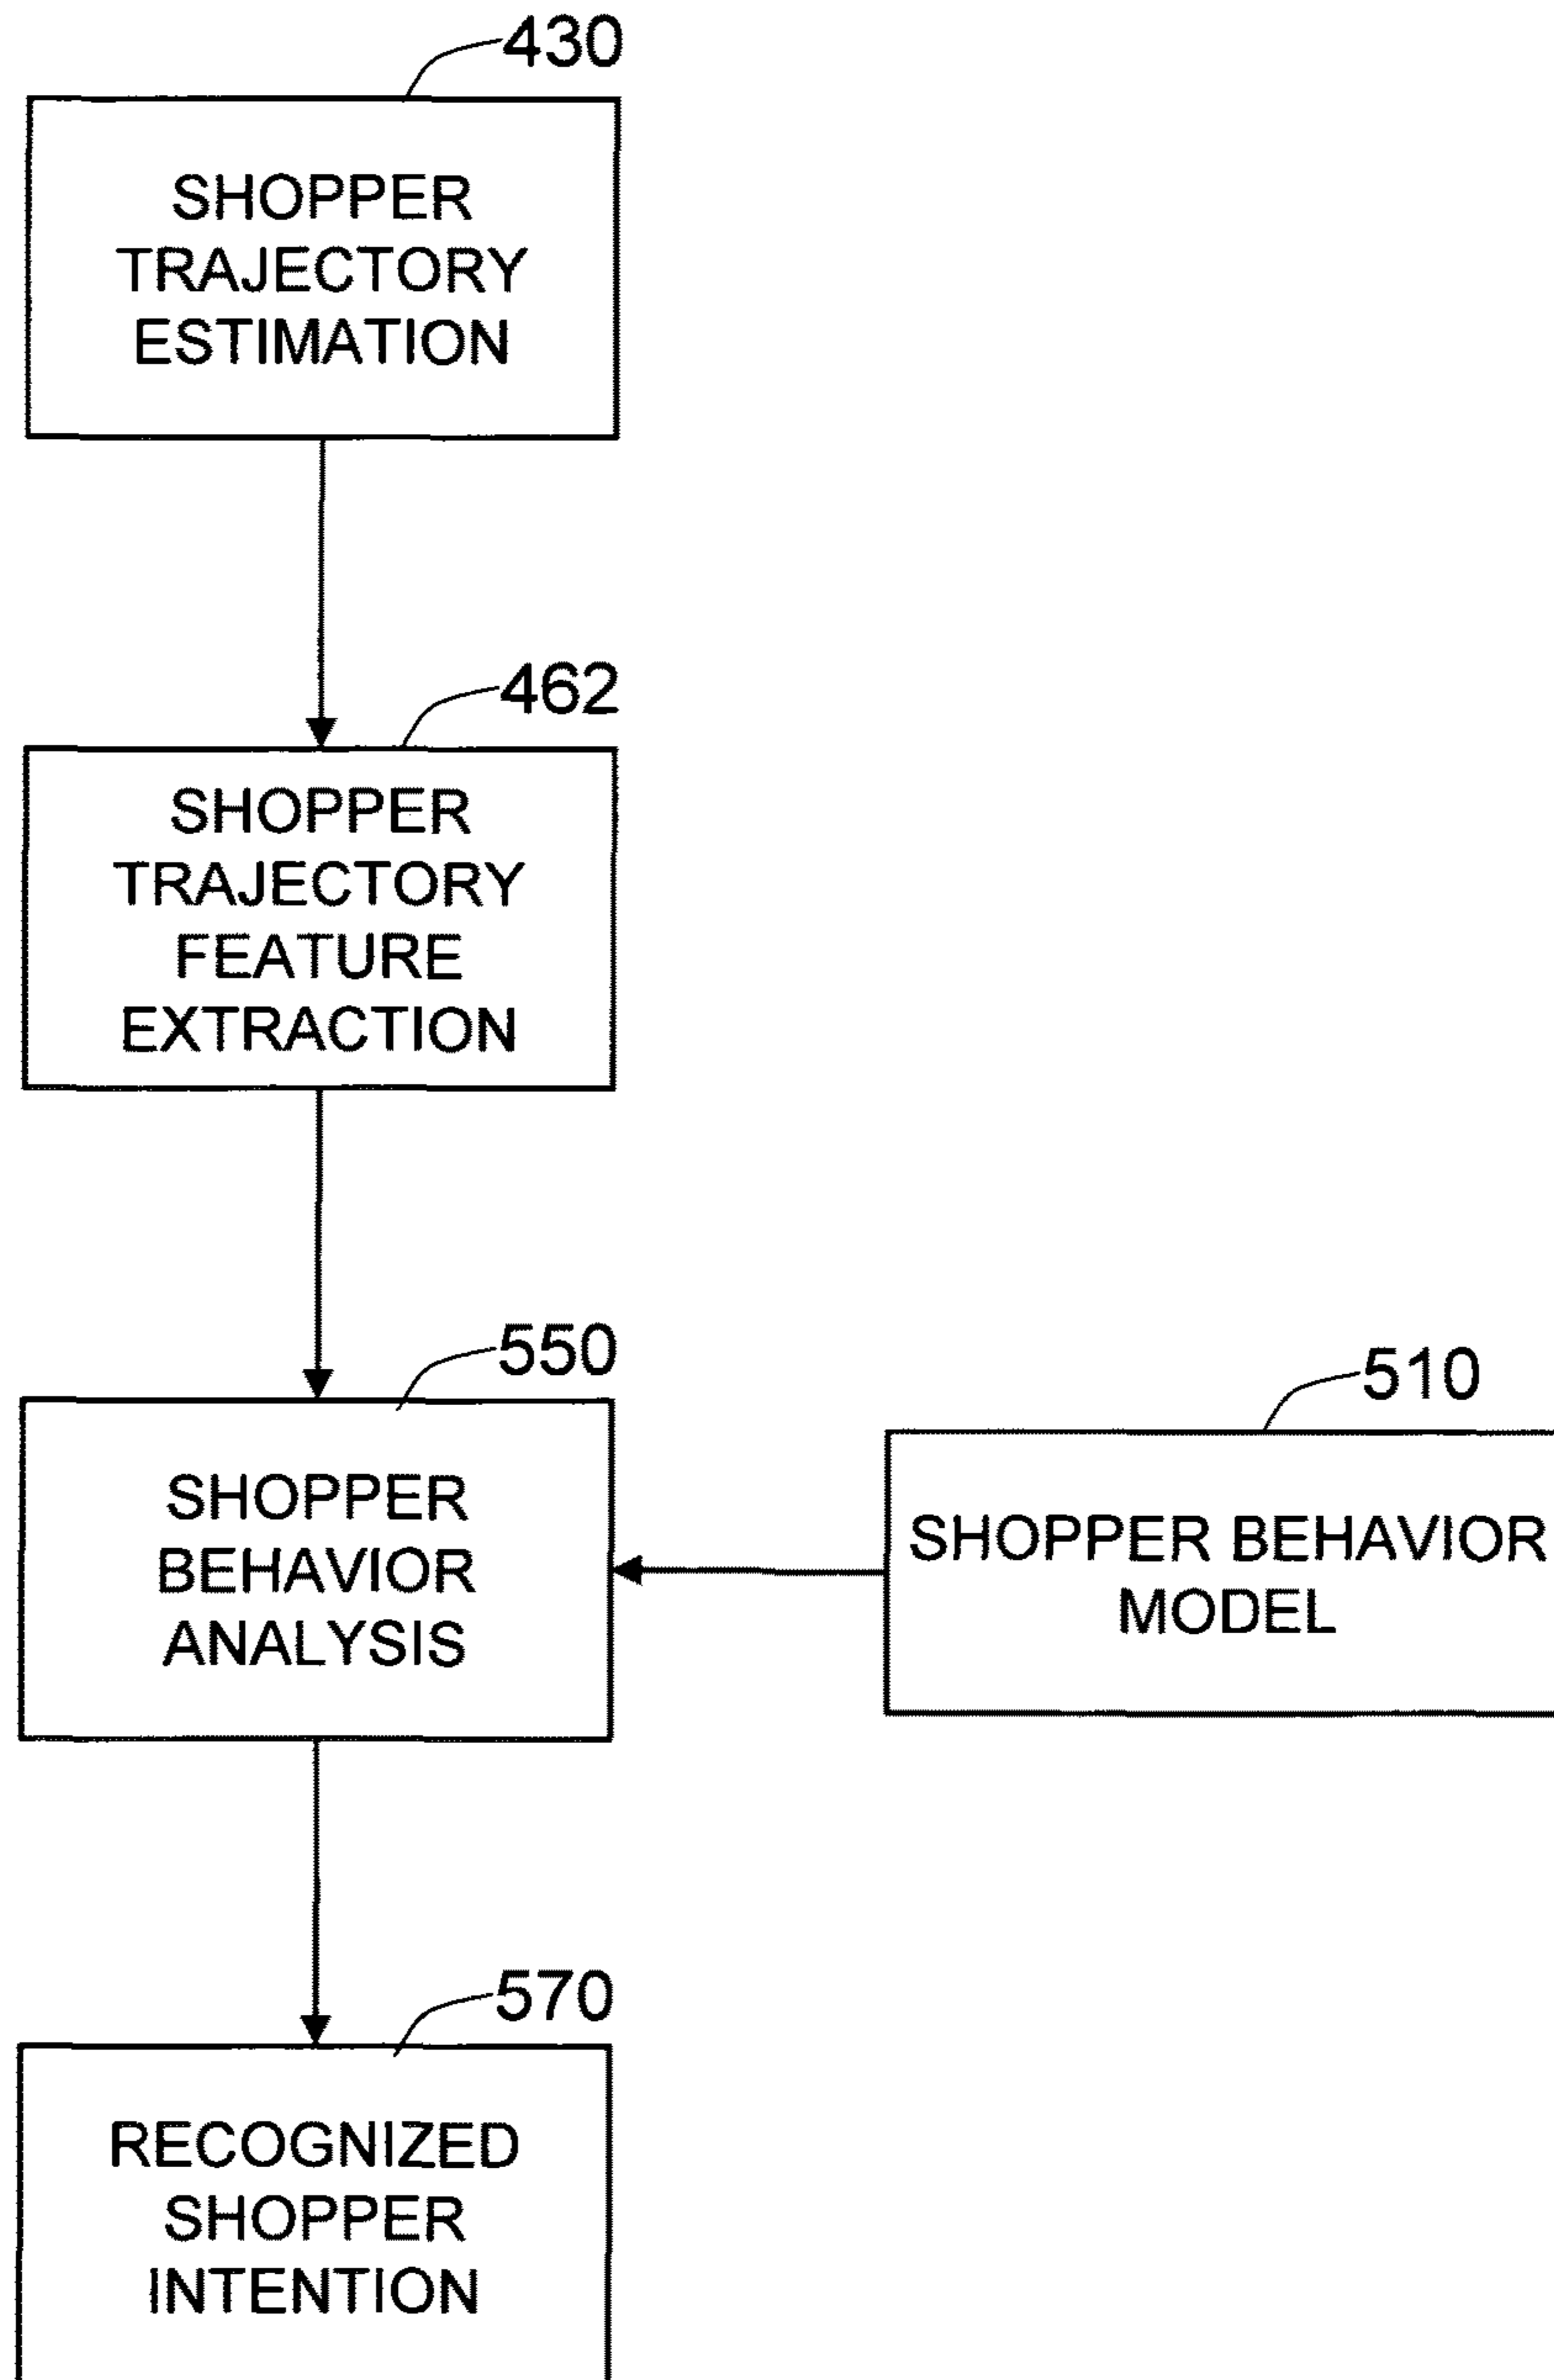 430
SHOPPER
TRAJECTORY
ESTIMATION
462
SHOPPER
TRAJECTORY
FEATURE
EXTRACTION
550
SHOPPER
BEHAVIOR
ANALYSIS
510
SHOPPER BEHAVIOR
MODEL
570
RECOGNIZED
SHOPPER
INTENTION